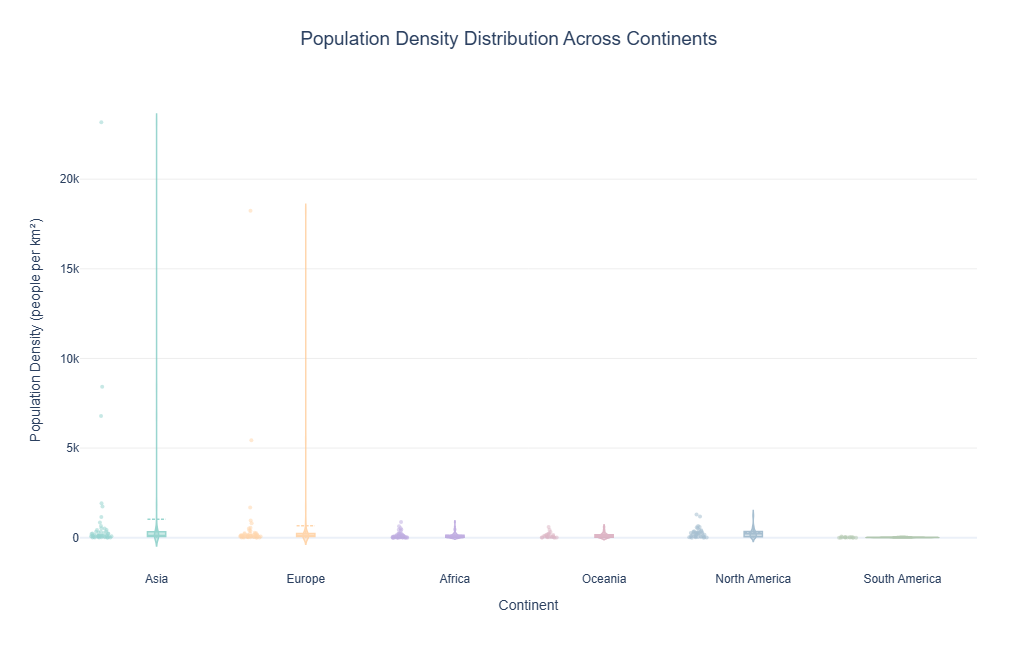 Population Density Distribution Across Continents
Population Density (people per km²)
20k
15k
10k
5k
0
Asia
Europe
Africa
Oceania
North America
South America
Continent